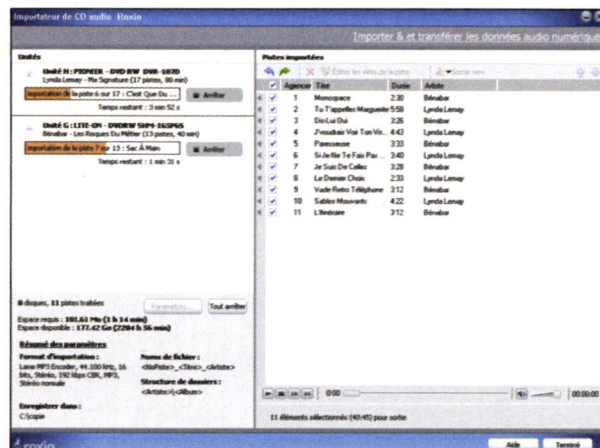 Importateur de CD audio Roxio
Importer & et transférer les données audio numérique
Unités
Unité H : PIONEER - DVD RW DVR-107D
Lynda Lemay - Ma Signature (17 pistes, 80 min)
Importation de la piste 6 sur 17 : C'est Que Du ...
Arrêter
Temps restant : 3 min 52 s
Unité G : LITE-ON - DVDRW SHM-165P6S
Bénabar - Les Risques Du Métier (13 pistes, 40 min)
Importation de la piste 7 sur 13 : Sac À Main
Arrêter
Temps restant : 1 min 31 s
0 disques, 11 pistes traitées
Paramètres...
Tout arrêter
Espace requis : 101.61 Mo (1 h 14 min)
Espace disponible : 177.42 Go (2204 h 56 min)
Résumé des paramètres
Format d'importation :
Lame MP3 Encoder, 44.100 kHz, 16 bits, Stéréo, 192 kbps CBR, MP3, Stéréo normale
Noms de fichier :
<NoPiste>_<Titre>_<Artiste>
Structure de dossiers :
<Artiste>\<Album>
Enregistrer dans :
C:\copie
Pistes importées
Editer les infos de la piste
Sortie vers
Agencer Titre Durée Artiste
1 Monospace 2:30 Bénabar
2 Tu T'appelles Marguerite 5:58 Lynda Lemay
3 Dis-Lui Oui 3:26 Bénabar
4 J'voudrais Voir Ton Vis... 4:43 Lynda Lemay
5 Paresseuse 3:33 Bénabar
6 Si Je Ne Te Fais Pas ... 3:40 Lynda Lemay
7 Je Suis De Celles 3:28 Bénabar
8 Le Dernier Choix 2:33 Lynda Lemay
9 Vade Retro Téléphone 3:12 Bénabar
10 Sables Mouvants 4:22 Lynda Lemay
11 L'Itinéraire 3:12 Bénabar
0:00
00:00:00
11 éléments sélectionnés (40:45) pour sortie
roxio
Aide
Terminé